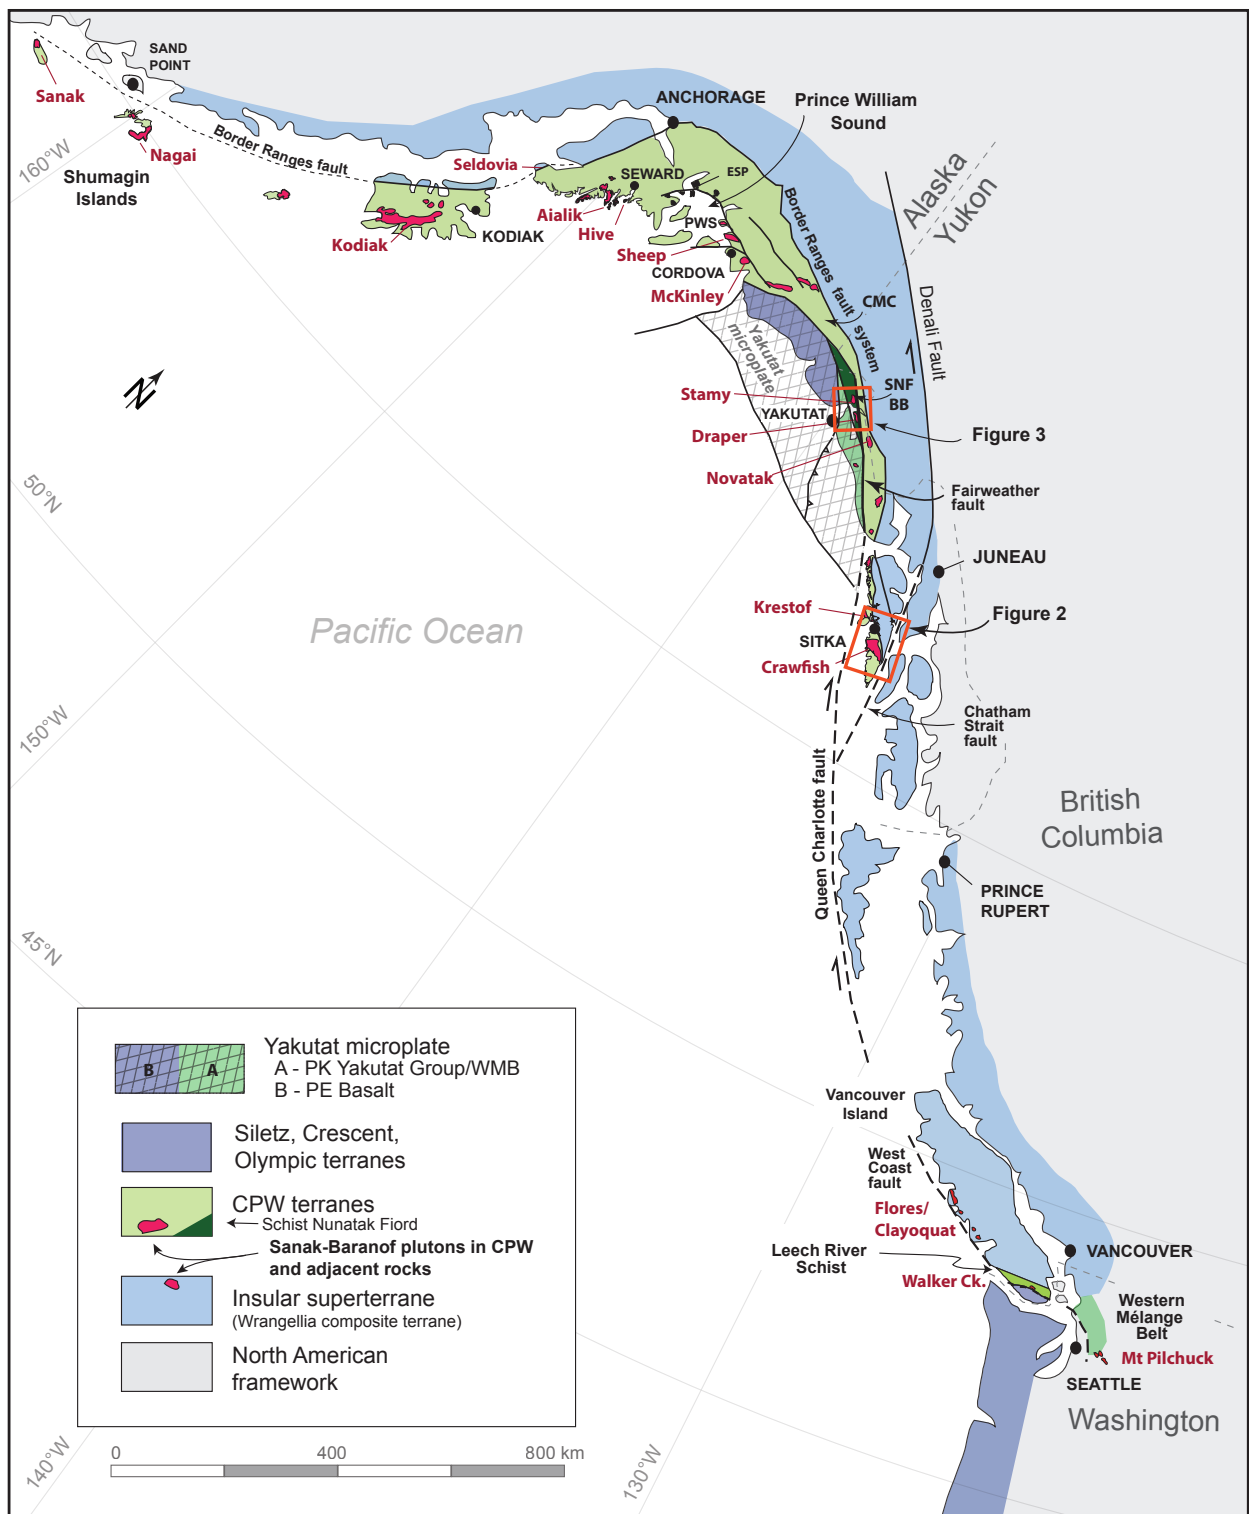 SAND
POINT
Sanak
160°W
Nagai
Shumagin
Islands
Border Ranges fault
Kodiak
KODIAK
Seldovia
ANCHORAGE
Prince William
Sound
SEWARD
ESP
Aialik
Hive
PWS
Sheep
CORDOVA
McKinley
Border Ranges fault system
Alaska
Yukon
Denali Fault
CMC
Yakutat
microplate
N
SNF
BB
Stamy
YAKUTAT
Draper
Figure 3
Novatak
Fairweather
fault
50°N
JUNEAU
Krestof
Figure 2
SITKA
Crawfish
Pacific Ocean
Chatham
Strait
fault
150°W
Queen Charlotte fault
British
Columbia
PRINCE
RUPERT
45°N
Vancouver
Island
West
Coast
fault
Flores/
Clayoquat
Leech River
Schist
Walker Ck.
VANCOUVER
Western
Mélange
Belt
Mt Pilchuck
SEATTLE
Washington
B
A
Yakutat microplate
A - PK Yakutat Group/WMB
B - PE Basalt
Siletz, Crescent,
Olympic terranes
CPW terranes
Schist Nunatak Fiord
Sanak-Baranof plutons in CPW
and adjacent rocks
Insular superterrane
(Wrangellia composite terrane)
North American
framework
0
400
800 km
140°W
130°W